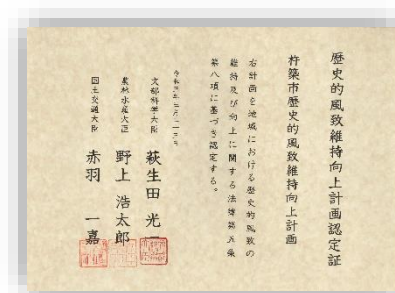 歴史的風致維持向上計画認定証
杵築市歴史的風致維持向上計画
右計画を地域における歴史的風致の
維持及び向上に関する法律第五条
第八項に基づき認定する。
文部科学大臣 萩生田 光
農林水産大臣 野上 浩太郎
国土交通大臣 赤羽 一嘉